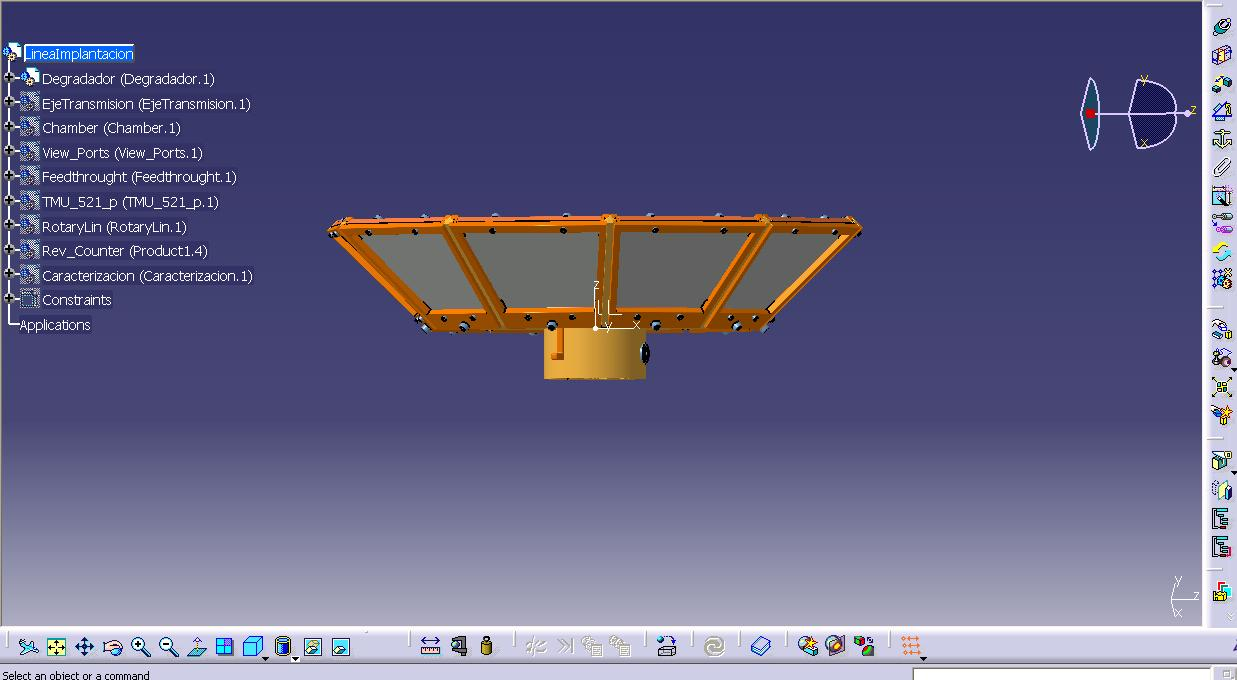 LineaImplantacion
Degradador (Degradador.1)
EjeTransmision (EjeTransmision.1)
Chamber (Chamber.1)
View_Ports (View_Ports.1)
Feedthrought (Feedthrought.1)
TMU_521_p (TMU_521_p.1)
RotaryLin (RotaryLin.1)
Rev_Counter (Product1.4)
Caracterizacion (Caracterizacion.1)
Constraints
Applications
y
z
x
z
y x
y
z
x
Select an object or a command